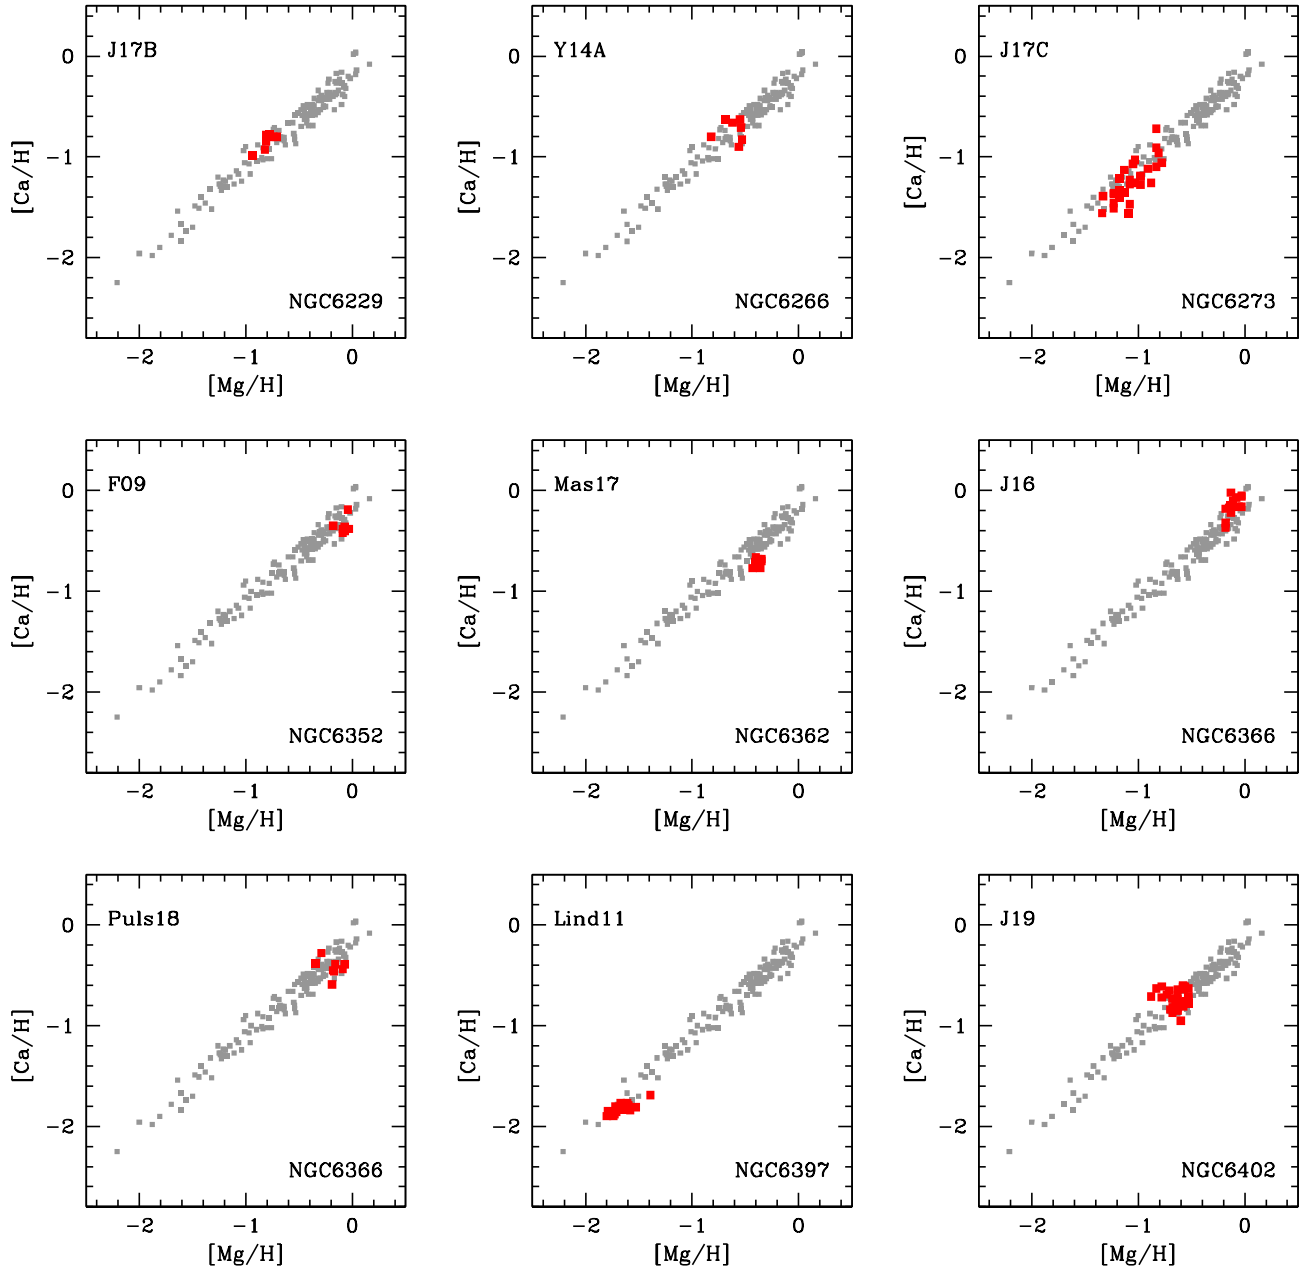 J17B
0
−1
−2
[Ca/H]
NGC6229
−2 −1 0
[Mg/H]
Y14A
0
−1
−2
[Ca/H]
NGC6266
−2 −1 0
[Mg/H]
J17C
0
−1
−2
[Ca/H]
NGC6273
−2 −1 0
[Mg/H]
F09
0
−1
−2
[Ca/H]
NGC6352
−2 −1 0
[Mg/H]
Mas17
0
−1
−2
[Ca/H]
NGC6362
−2 −1 0
[Mg/H]
J16
0
−1
−2
[Ca/H]
NGC6366
−2 −1 0
[Mg/H]
Puls18
0
−1
−2
[Ca/H]
NGC6366
−2 −1 0
[Mg/H]
Lind11
0
−1
−2
[Ca/H]
NGC6397
−2 −1 0
[Mg/H]
J19
0
−1
−2
[Ca/H]
NGC6402
−2 −1 0
[Mg/H]